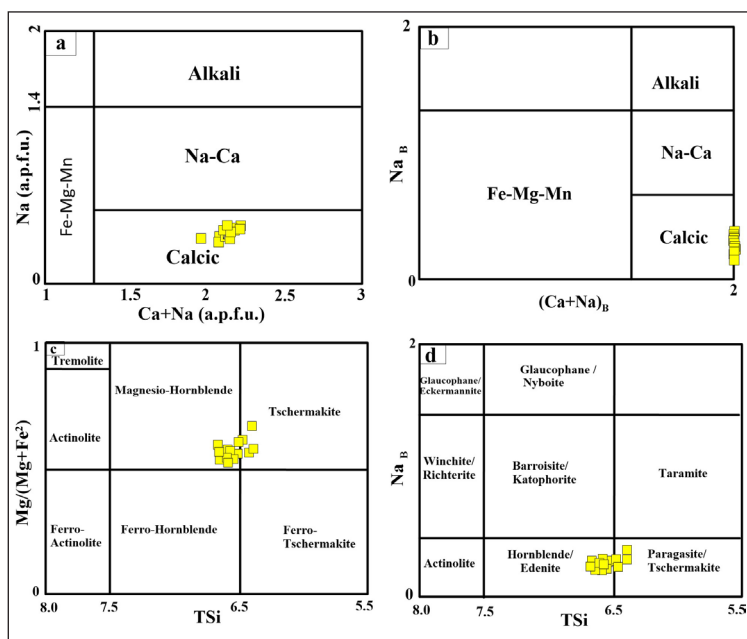 a
2
1.4
0
Na (a.p.f.u.)
Fe-Mg-Mn
Alkali
Na-Ca
Calcic
1
1.5
2
2.5
3
Ca+Na (a.p.f.u.)
b
2
0
Na B
Fe-Mg-Mn
Alkali
Na-Ca
Calcic
2
(Ca+Na)B
c
1
0
0
Mg/(Mg+Fe2)
Tremolite
Actinolite
Magnesio-Hornblende
Tschermakite
Ferro-
Actinolite
Ferro-Hornblende
Ferro-
Tschermakite
8.0
7.5
6.5
5.5
TSi
d
2
0
Na B
Glaucophane/
Eckermannite
Glaucophane /
Nyboite
Winchite/
Richterite
Barroisite/
Katophorite
Taramite
Actinolite
Hornblende/
Edenite
Paragasite/
Tschermakite
8.0
7.5
6.5
5.5
TSi